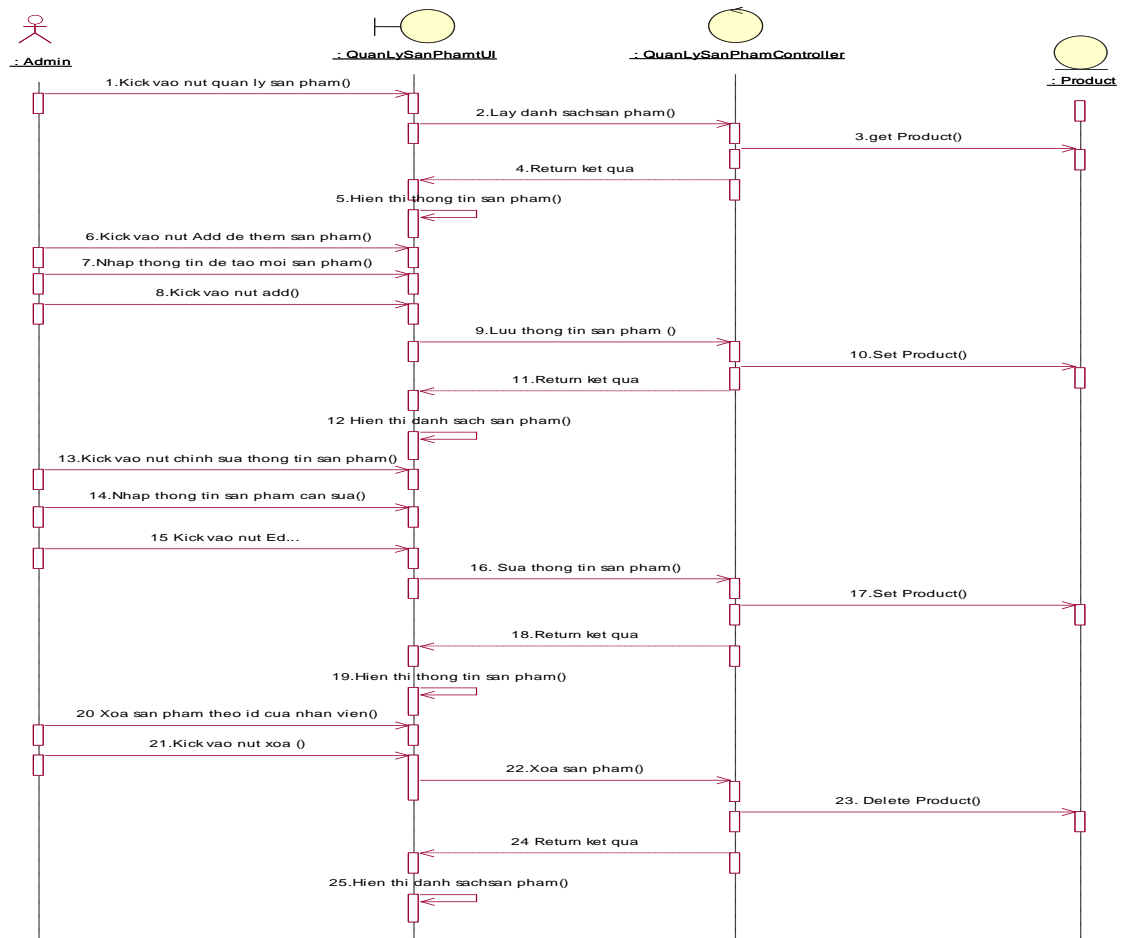 : Admin
: QuanLySanPhamtUI
: QuanLySanPhamController
: Product
1.Kick vao nut quan ly san pham()
2.Lay danh sachsan pham()
3.get Product()
4.Return ket qua
5.Hien thi thong tin san pham()
6.Kick vao nut Add de them san pham()
7.Nhap thong tin de tao moi san pham()
8.Kick vao nut add()
9.Luu thong tin san pham ()
10.Set Product()
11.Return ket qua
12 Hien thi danh sach san pham()
13.Kick vao nut chinh sua thong tin san pham()
14.Nhap thong tin san pham can sua()
15 Kick vao nut Ed...
16. Sua thong tin san pham()
17.Set Product()
18.Return ket qua
19.Hien thi thong tin san pham()
20 Xoa san pham theo id cua nhan vien()
21.Kick vao nut xoa ()
22.Xoa san pham()
23. Delete Product()
24 Return ket qua
25.Hien thi danh sachsan pham()